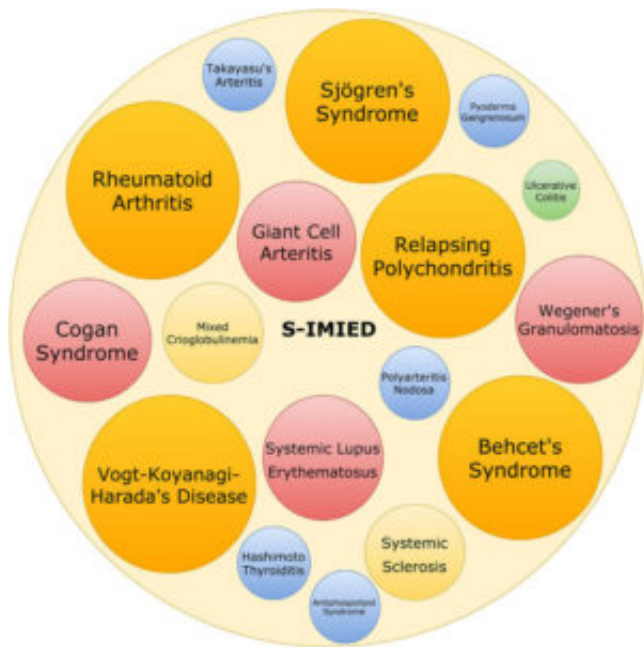 Takayasu's
Arteritis
Sjögren's
Syndrome
Pyoderma
Gangrenosum
Ulcerative
Colitis
Rheumatoid
Arthritis
Giant Cell
Arteritis
Relapsing
Polychondritis
Wegener's
Granulomatosis
Cogan
Syndrome
Mixed
Crioglobulinemia
S-IMIED
Polyarteritis
Nodosa
Behcet's
Syndrome
Vogt-Koyanagi-
Harada's Disease
Systemic Lupus
Erythematosus
Systemic
Sclerosis
Hashimoto
Thyroiditis
Syndrome